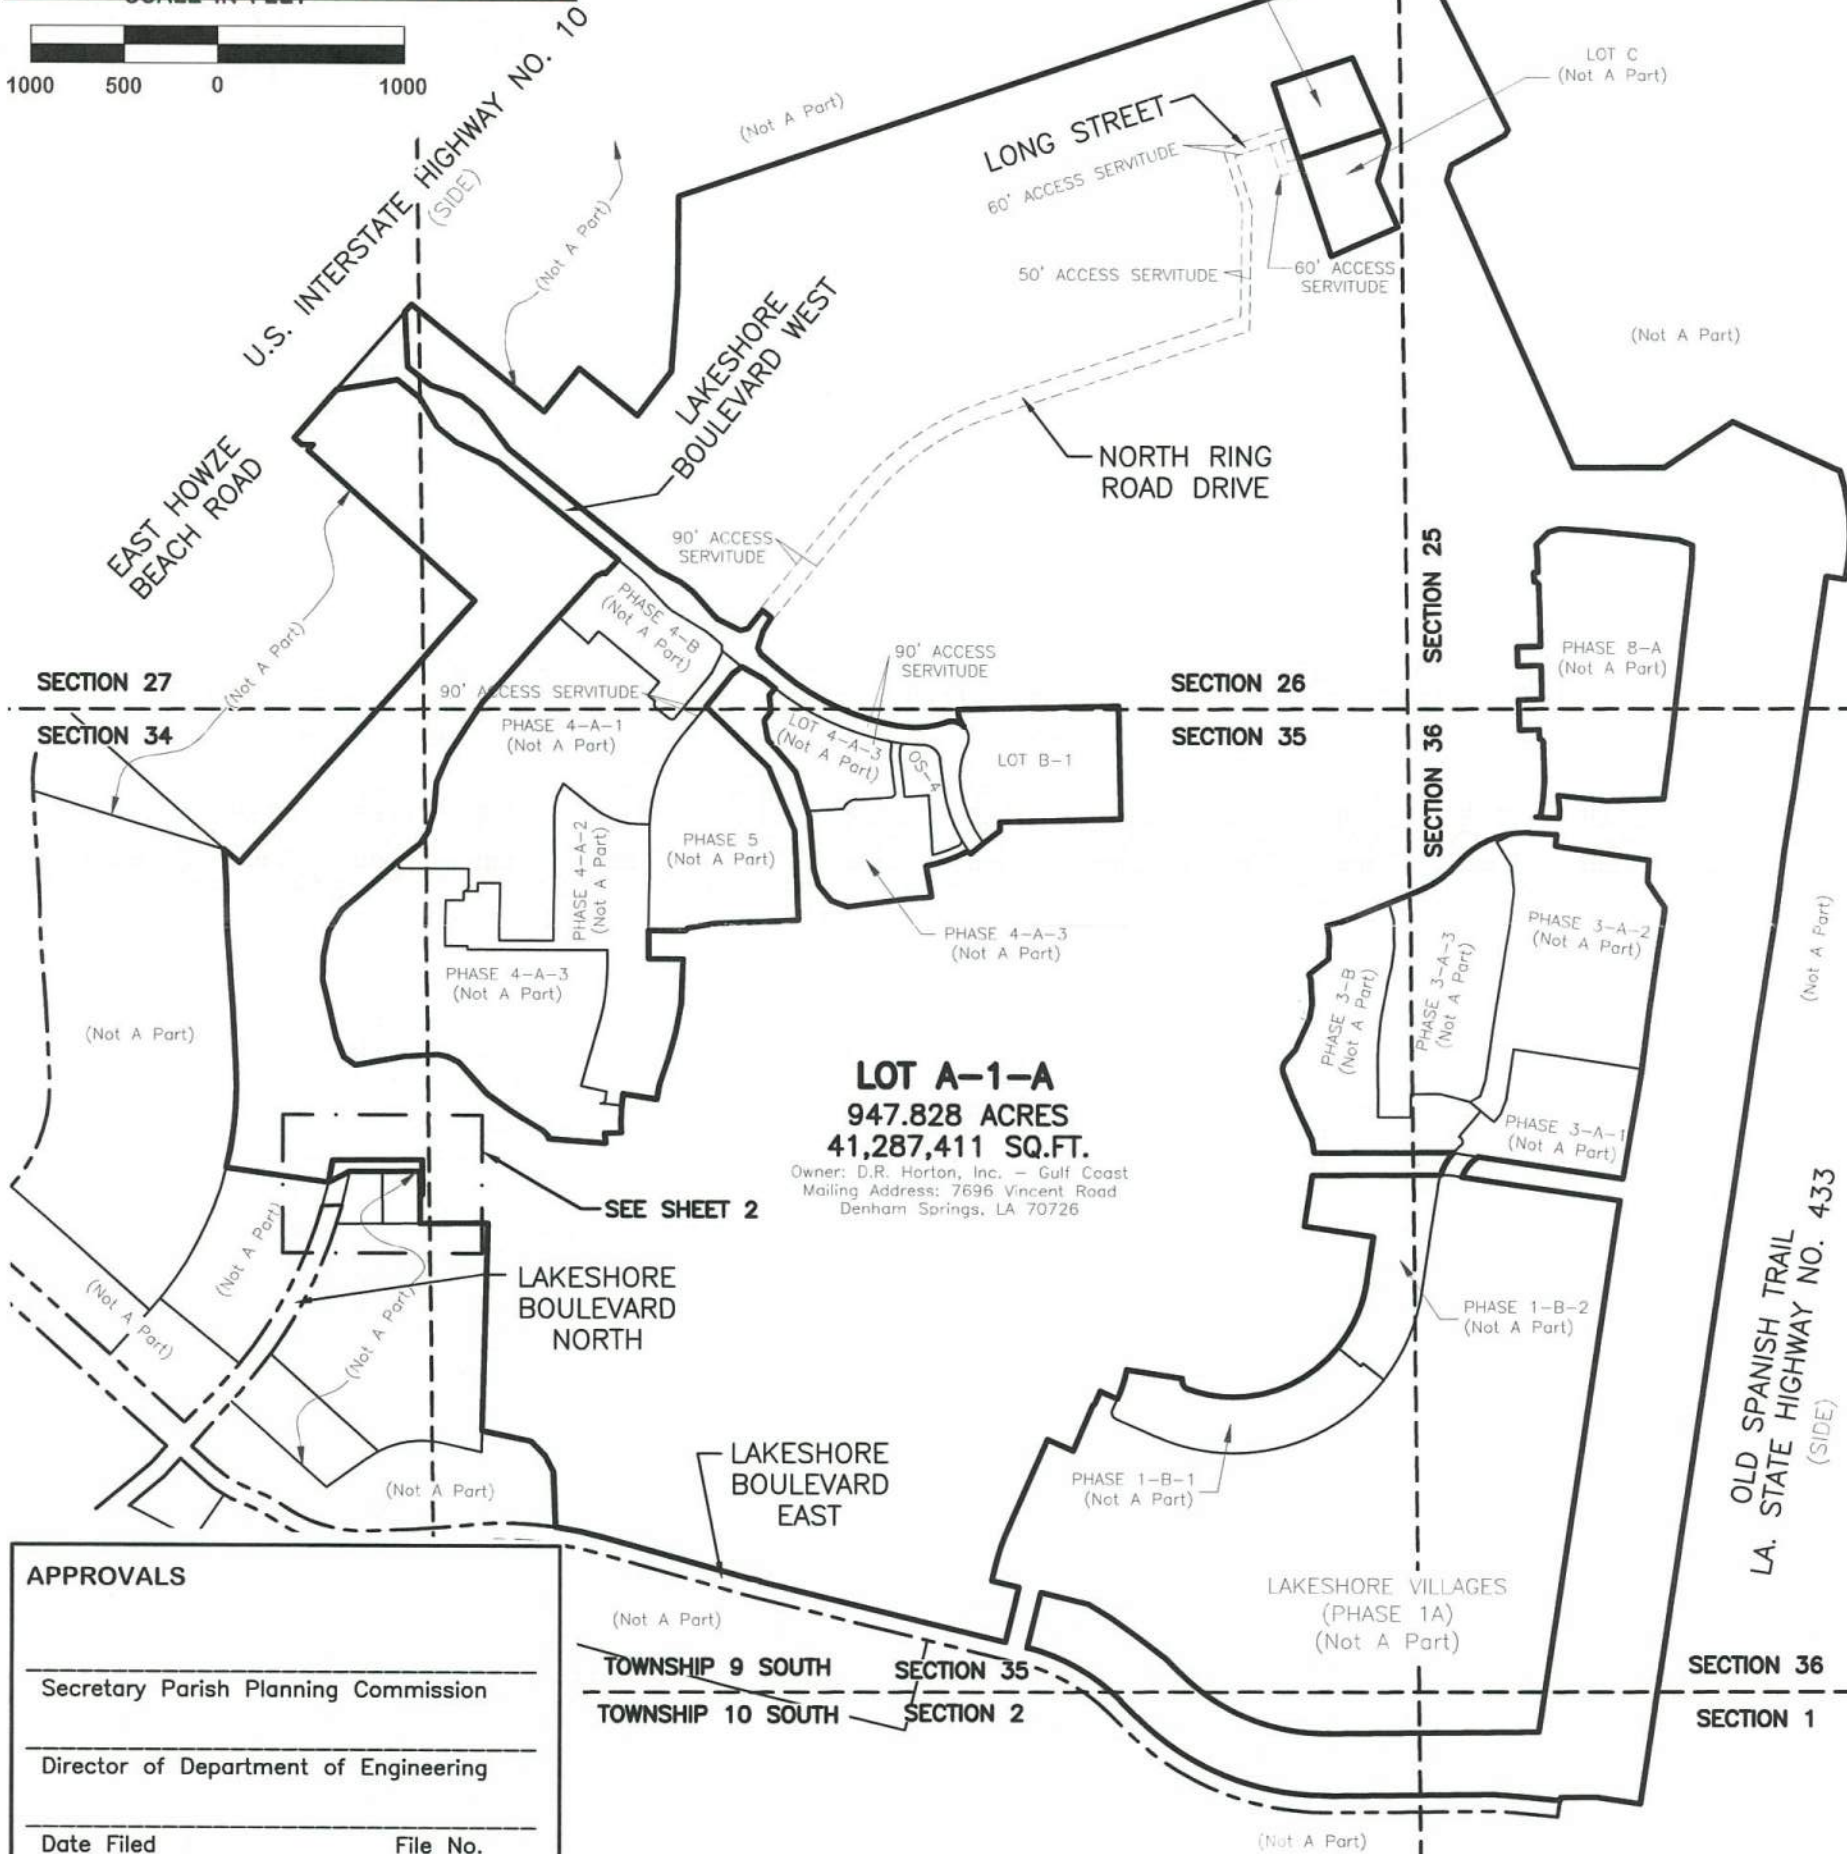 1000 500 0 1000
U.S. INTERSTATE HIGHWAY NO. 10
(SIDE)
(Not A Part)
(Not A Part)
LONG STREET
60' ACCESS SERVITUDE
LOT C
(Not A Part)
50' ACCESS SERVITUDE
60' ACCESS
SERVITUDE
(Not A Part)
LAKESHORE
BOULEVARD WEST
NORTH RING
ROAD DRIVE
EAST HOWZE
BEACH ROAD
90' ACCESS
SERVITUDE
SECTION 25
SECTION 36
PHASE 4-B
(Not A Part)
90' ACCESS
SERVITUDE
PHASE 8-A
(Not A Part)
SECTION 27
SECTION 34
(Not A Part)
90' ACCESS SERVITUDE
SECTION 26
SECTION 35
PHASE 4-A-1
(Not A Part)
LOT 4-A-3
(Not A Part)
OS-4
LOT B-1
PHASE 4-A-2
(Not A Part)
PHASE 5
(Not A Part)
PHASE 4-A-3
(Not A Part)
PHASE 4-A-3
(Not A Part)
PHASE 3-B
(Not A Part)
PHASE 3-A-3
(Not A Part)
PHASE 3-A-2
(Not A Part)
(Not A Part)
(Not A Part)
LOT A-1-A
947.828 ACRES
41,287,411 SQ.FT.
Owner: D.R. Horton, Inc. - Gulf Coast
Mailing Address: 7696 Vincent Road
Denham Springs, LA 70726
PHASE 3-A-1
(Not A Part)
SEE SHEET 2
(Not A Part)
(Not A Part)
(Not A Part)
LAKESHORE
BOULEVARD
NORTH
PHASE 1-B-2
(Not A Part)
OLD SPANISH TRAIL
LA. STATE HIGHWAY NO. 433
(SIDE)
LAKESHORE
BOULEVARD
EAST
PHASE 1-B-1
(Not A Part)
(Not A Part)
LAKESHORE VILLAGES
(PHASE 1A)
(Not A Part)
(Not A Part)
TOWNSHIP 9 SOUTH SECTION 35
TOWNSHIP 10 SOUTH SECTION 2
SECTION 36
SECTION 1
(Not A Part)
APPROVALS
Secretary Parish Planning Commission
Director of Department of Engineering
Date Filed File No.